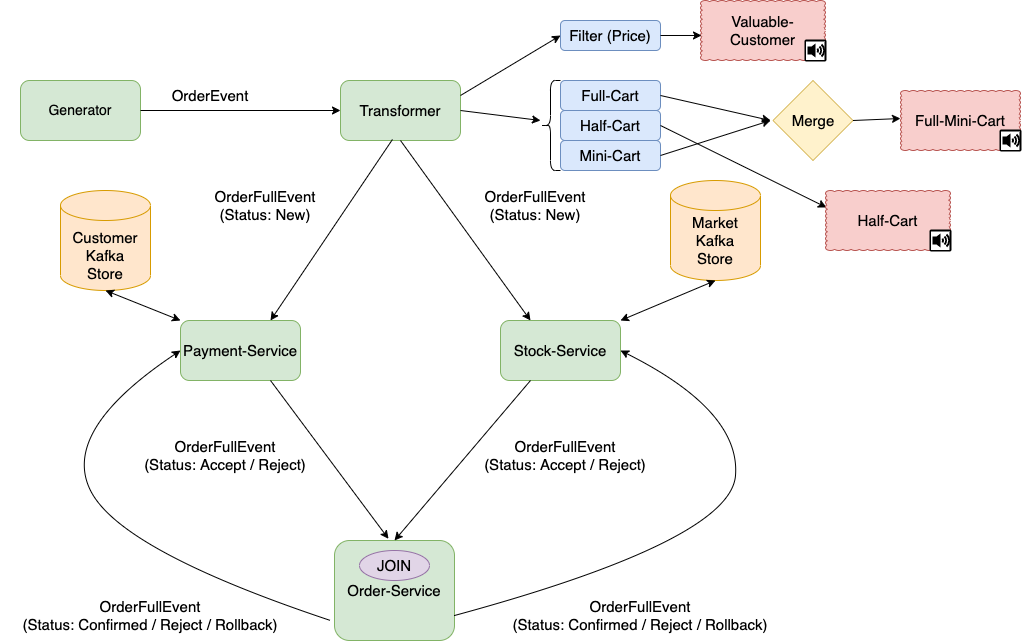 Valuable-
Customer
Filter (Price)
OrderEvent
Generator
Transformer
Full-Cart
Half-Cart
Mini-Cart
Merge
Full-Mini-Cart
OrderFullEvent
(Status: New)
OrderFullEvent
(Status: New)
Half-Cart
Customer
Kafka
Store
Market
Kafka
Store
Payment-Service
Stock-Service
OrderFullEvent
(Status: Accept / Reject)
OrderFullEvent
(Status: Accept / Reject)
JOIN
Order-Service
OrderFullEvent
(Status: Confirmed / Reject / Rollback)
OrderFullEvent
(Status: Confirmed / Reject / Rollback)